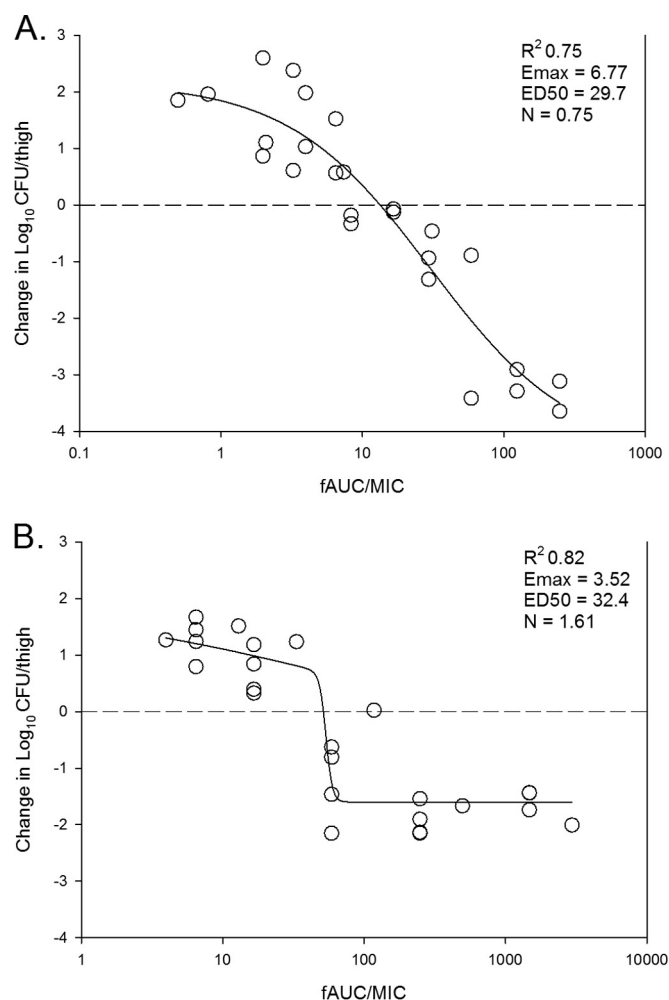 A.
3
2
1
0
-1
-2
-3
-4
0.1
1
10
100
1000
Change in Log10 CFU/thigh
fAUC/MIC
R2 0.75
Emax = 6.77
ED50 = 29.7
N = 0.75
B.
3
2
1
0
-1
-2
-3
-4
1
10
100
1000
10000
Change in Log10 CFU/thigh
fAUC/MIC
R2 0.82
Emax = 3.52
ED50 = 32.4
N = 1.61